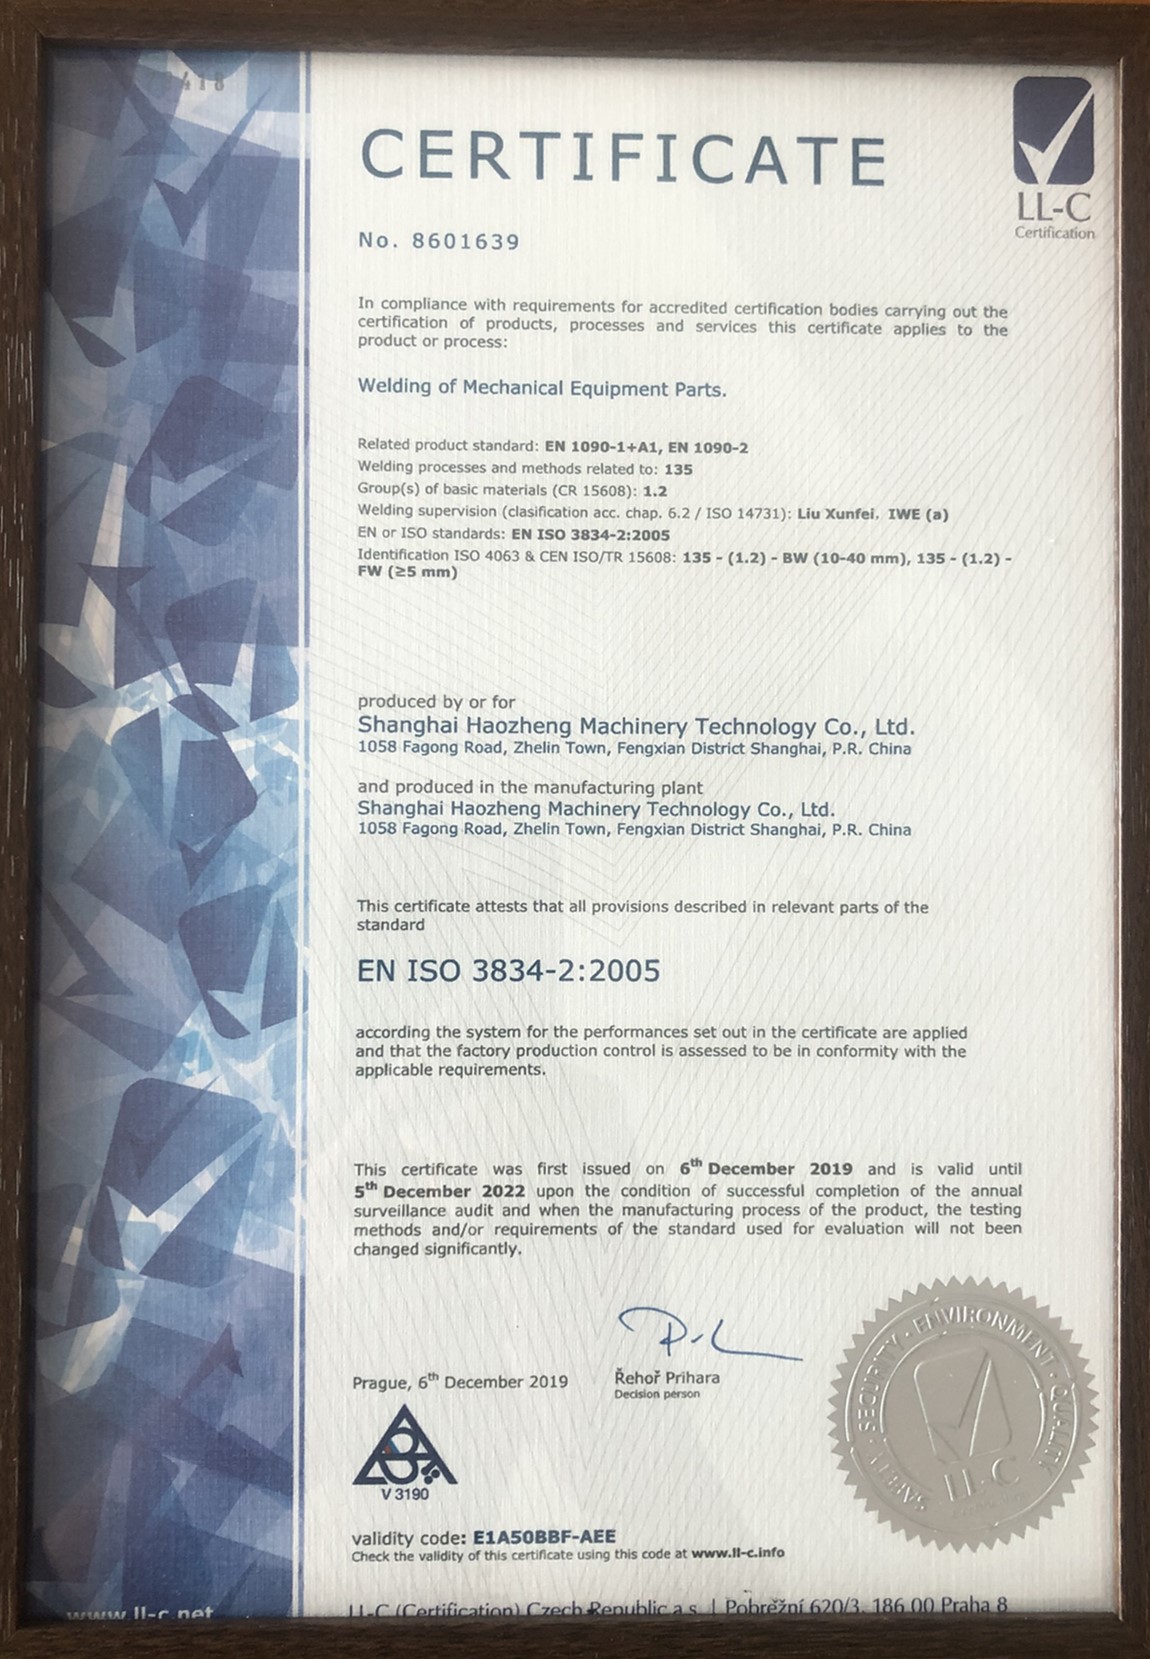 418
CERTIFICATE
LL-C
Certification
No. 8601639
In compliance with requirements for accredited certification bodies carrying out the
certification of products, processes and services this certificate applies to the
product or process:
Welding of Mechanical Equipment Parts.
Related product standard: EN 1090-1+A1, EN 1090-2
Welding processes and methods related to: 135
Group(s) of basic materials (CR 15608): 1.2
Welding supervision (clasification acc. chap. 6.2 / ISO 14731): Liu Xunfei, IWE (a)
EN or ISO standards: EN ISO 3834-2:2005
Identification ISO 4063 & CEN ISO/TR 15608: 135 - (1.2) - BW (10-40 mm), 135 - (1.2) -
FW (≥5 mm)
produced by or for
Shanghai Haozheng Machinery Technology Co., Ltd.
1058 Fagong Road, Zhelin Town, Fengxian District Shanghai, P.R. China
and produced in the manufacturing plant
Shanghai Haozheng Machinery Technology Co., Ltd.
1058 Fagong Road, Zhelin Town, Fengxian District Shanghai, P.R. China
This certificate attests that all provisions described in relevant parts of the
standard
EN ISO 3834-2:2005
according the system for the performances set out in the certificate are applied
and that the factory production control is assessed to be in conformity with the
applicable requirements.
This certificate was first issued on 6th December 2019 and is valid until
5th December 2022 upon the condition of successful completion of the annual
surveillance audit and when the manufacturing process of the product, the testing
methods and/or requirements of the standard used for evaluation will not been
changed significantly.
Prague, 6th December 2019
Řehoř Prihara
Decision person
SAFETY · SECURITY · ENVIRONMENT · QUALITY
LL-C
V 3190
validity code: E1A50BBF-AEE
Check the validity of this certificate using this code at www.ll-c.info
www.ll-c.net
LL-C (Certification) Czech Republic a.s. | Pobřežní 620/3, 186 00 Praha 8